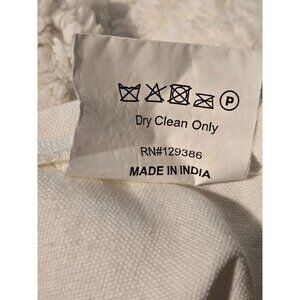 P
Dry Clean Only
RN#129386
MADE IN INDIA